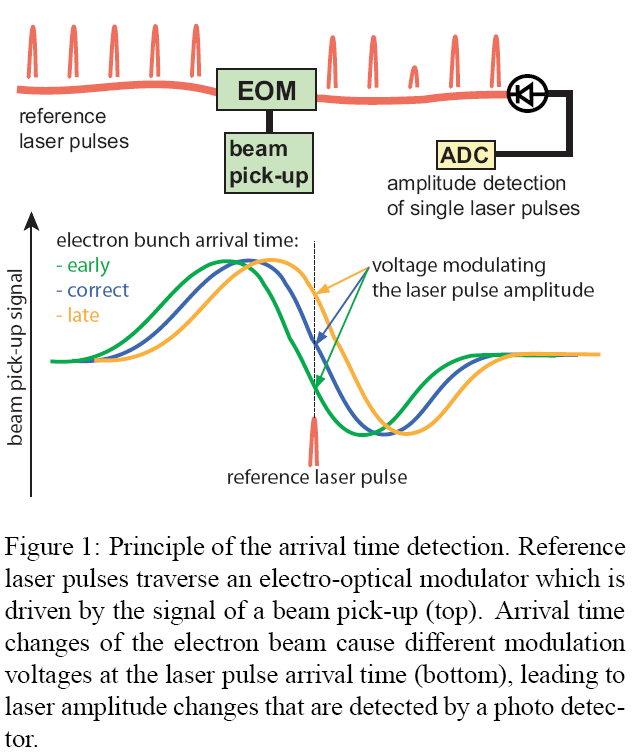 reference
laser pulses
EOM
beam
pick-up
ADC
amplitude detection
of single laser pulses
beam pick-up signal
electron bunch arrival time:
- early
- correct
- late
voltage modulating
the laser pulse amplitude
reference laser pulse
Figure 1: Principle of the arrival time detection. Reference
laser pulses traverse an electro-optical modulator which is
driven by the signal of a beam pick-up (top). Arrival time
changes of the electron beam cause different modulation
voltages at the laser pulse arrival time (bottom), leading to
laser amplitude changes that are detected by a photo detec-
tor.